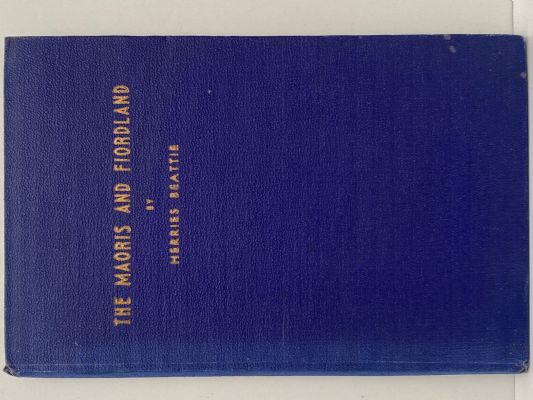 THE MAORIS AND FIORDLAND
BY
HERRIES BEATTIE